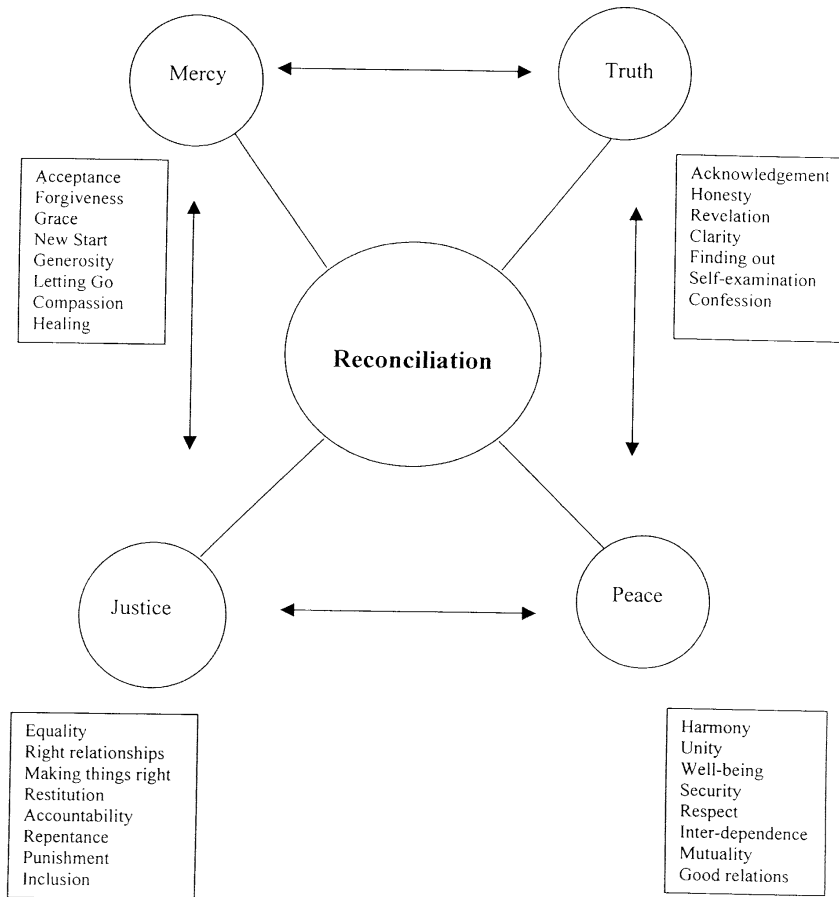 Mercy
Truth
Acceptance
Forgiveness
Grace
New Start
Generosity
Letting Go
Compassion
Healing
Acknowledgement
Honesty
Revelation
Clarity
Finding out
Self-examination
Confession
Reconciliation
Justice
Peace
Equality
Right relationships
Making things right
Restitution
Accountability
Repentance
Punishment
Inclusion
Harmony
Unity
Well-being
Security
Respect
Inter-dependence
Mutuality
Good relations